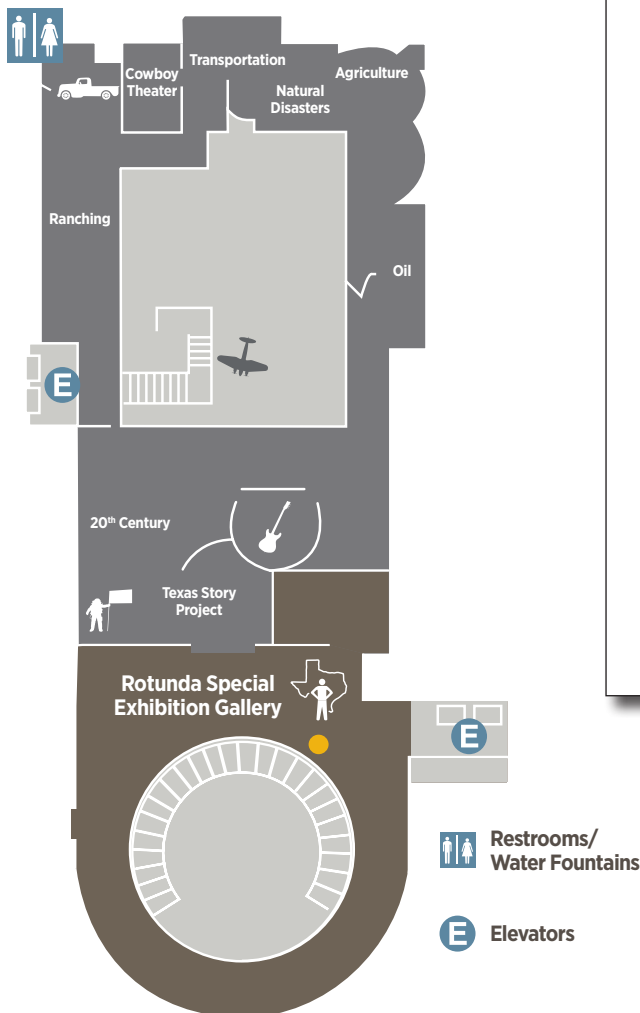 Transportation
Cowboy
Theater
Agriculture
Natural
Disasters
Ranching
Oil
E
20th Century
Texas Story
Project
Rotunda Special
Exhibition Gallery
E
Restrooms/
Water Fountains
E
Elevators